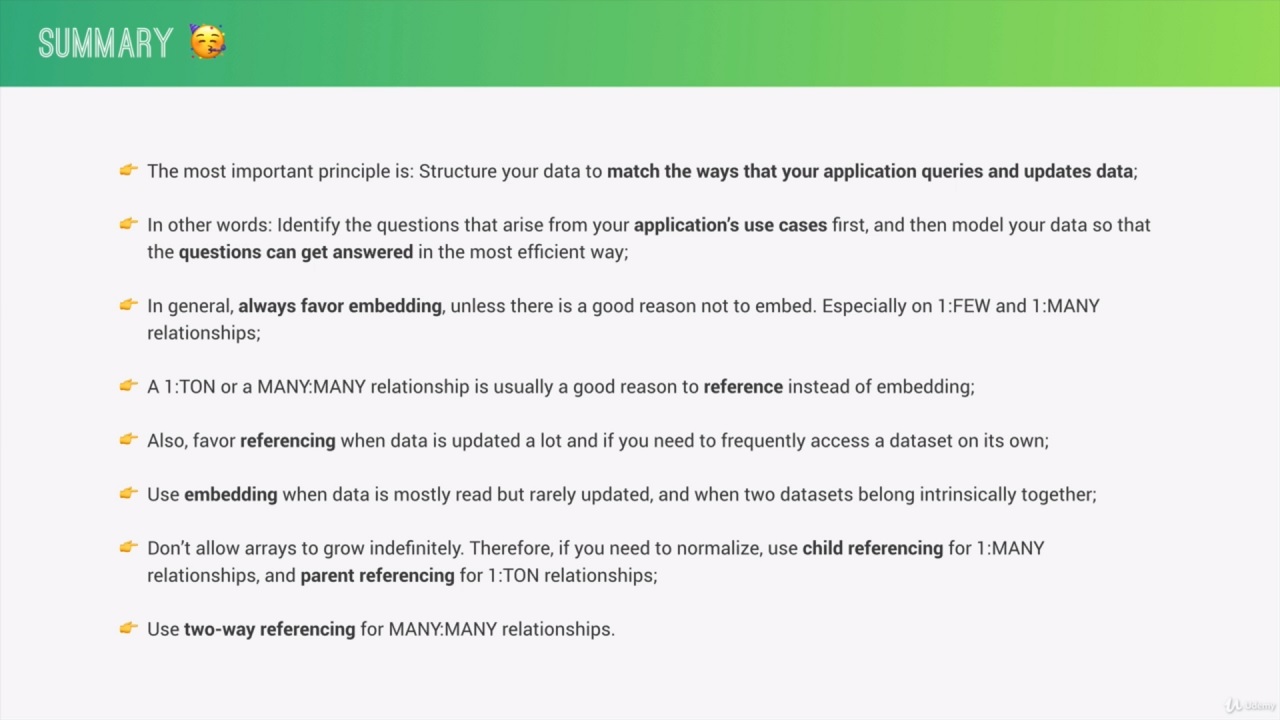 SUMMARY 🥳
👉 The most important principle is: Structure your data to match the ways that your application queries and updates data;
👉 In other words: Identify the questions that arise from your application’s use cases first, and then model your data so that
the questions can get answered in the most efficient way;
👉 In general, always favor embedding, unless there is a good reason not to embed. Especially on 1:FEW and 1:MANY
relationships;
👉 A 1:TON or a MANY:MANY relationship is usually a good reason to reference instead of embedding;
👉 Also, favor referencing when data is updated a lot and if you need to frequently access a dataset on its own;
👉 Use embedding when data is mostly read but rarely updated, and when two datasets belong intrinsically together;
👉 Don’t allow arrays to grow indefinitely. Therefore, if you need to normalize, use child referencing for 1:MANY
relationships, and parent referencing for 1:TON relationships;
👉 Use two-way referencing for MANY:MANY relationships.
Udemy